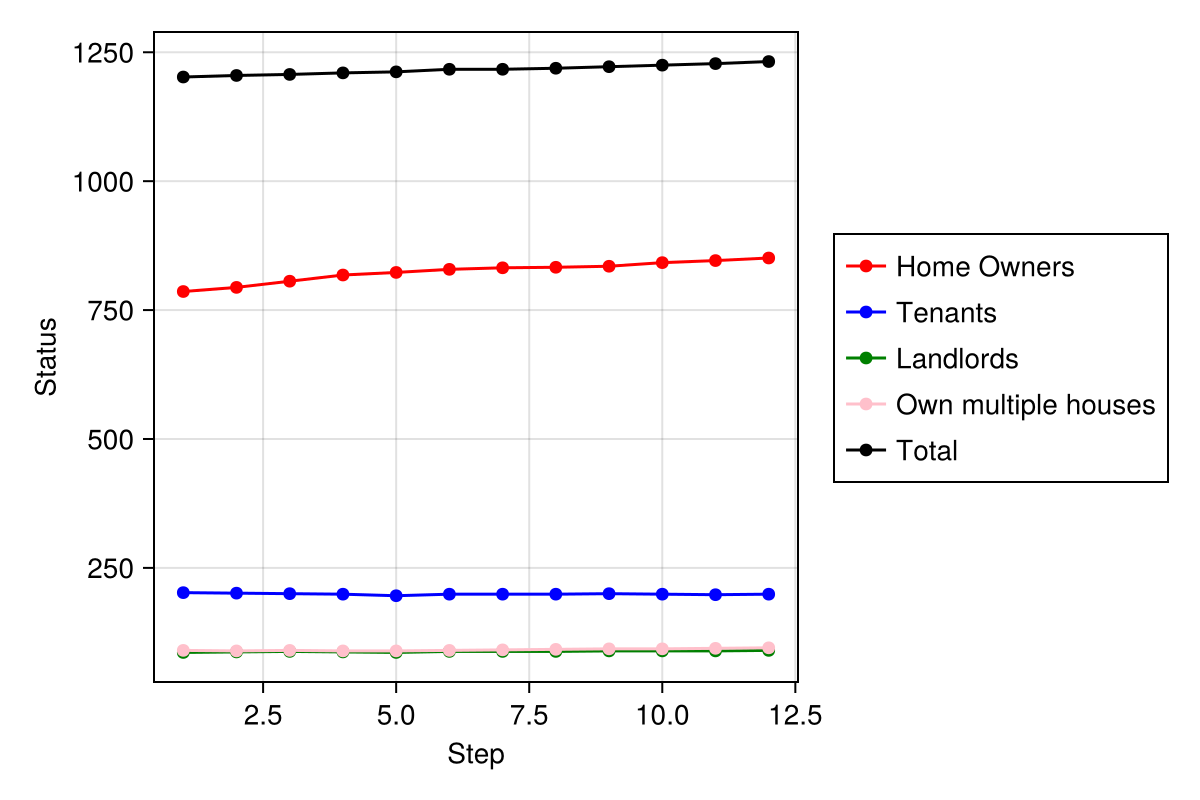 1250
1000
750
500
250
Status
2.5 5.0 7.5 10.0 12.5
Step
Home Owners
Tenants
Landlords
Own multiple houses
Total